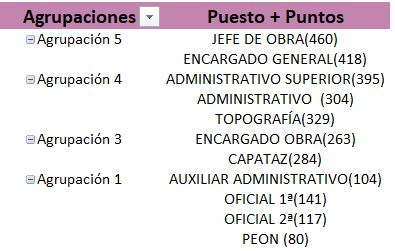 Agrupaciones Puesto + Puntos
Agrupación 5 JEFE DE OBRA(460)
ENCARGADO GENERAL(418)
Agrupación 4 ADMINISTRATIVO SUPERIOR(395)
ADMINISTRATIVO  (304)
TOPOGRAFÍA(329)
Agrupación 3 ENCARGADO OBRA(263)
CAPATAZ(284)
Agrupación 1 AUXILIAR ADMINISTRATIVO(104)
OFICIAL 1ª(141)
OFICIAL 2ª(117)
PEON (80)